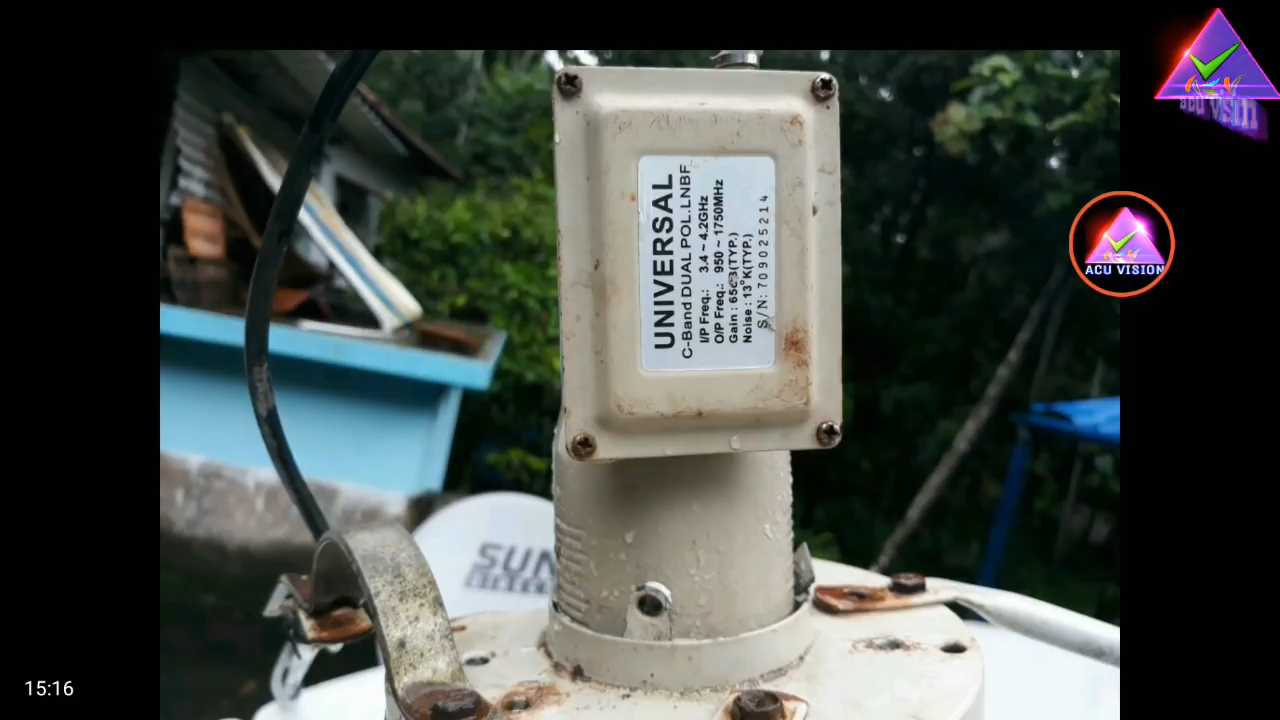 UNIVERSAL
C-Band DUAL POL.LNBF
I/P Freq.: 3.4 ~ 4.2GHz
O/P Freq.: 950 ~ 1750MHz
Gain : 65dB(TYP.)
Noise : 13°K(TYP.)
S/N: 709025214
SUN
ACU VISION
15:16